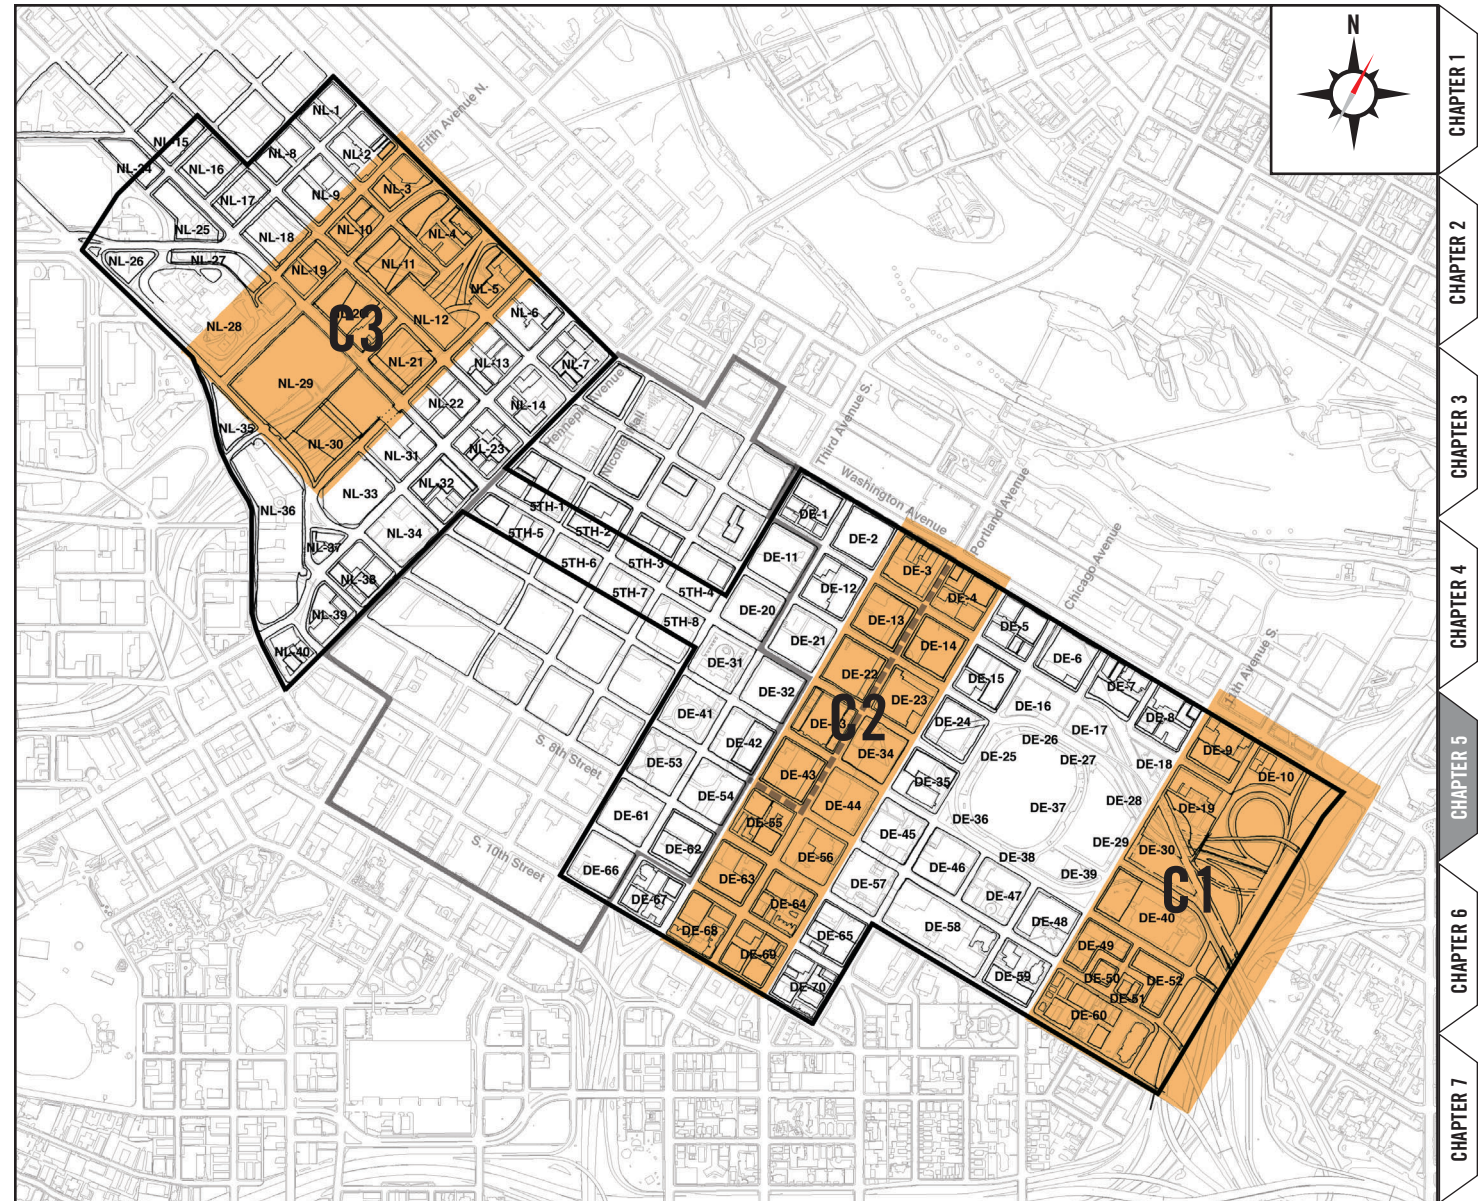 N
CHAPTER 1
CHAPTER 2
CHAPTER 3
CHAPTER 4
CHAPTER 5
CHAPTER 6
CHAPTER 7
Fifth Avenue N.
Hennepin Avenue
Nicollet Mall
Third Avenue S.
Washington Avenue
Portland Avenue
Chicago Avenue
11th Avenue S.
S. 8th Street
S. 10th Street
C3
C2
C1
NL-1
NL-2
NL-3
NL-4
NL-5
NL-6
NL-7
NL-8
NL-9
NL-10
NL-11
NL-12
NL-13
NL-14
NL-15
NL-16
NL-17
NL-18
NL-19
NL-21
NL-22
NL-23
NL-24
NL-25
NL-26
NL-27
NL-28
NL-29
NL-30
NL-31
NL-32
NL-33
NL-34
NL-35
NL-36
NL-37
NL-38
NL-39
NL-40
5TH-1
5TH-2
5TH-3
5TH-4
5TH-5
5TH-6
5TH-7
5TH-8
DE-1
DE-2
DE-3
DE-4
DE-5
DE-6
DE-7
DE-8
DE-9
DE-10
DE-11
DE-12
DE-13
DE-14
DE-15
DE-16
DE-17
DE-18
DE-19
DE-20
DE-21
DE-22
DE-23
DE-24
DE-25
DE-26
DE-27
DE-28
DE-29
DE-30
DE-31
DE-32
DE-34
DE-35
DE-36
DE-37
DE-38
DE-39
DE-40
DE-41
DE-42
DE-43
DE-44
DE-45
DE-46
DE-47
DE-48
DE-49
DE-50
DE-51
DE-52
DE-53
DE-54
DE-55
DE-56
DE-57
DE-58
DE-59
DE-60
DE-61
DE-62
DE-63
DE-64
DE-65
DE-66
DE-67
DE-68
DE-69
DE-70